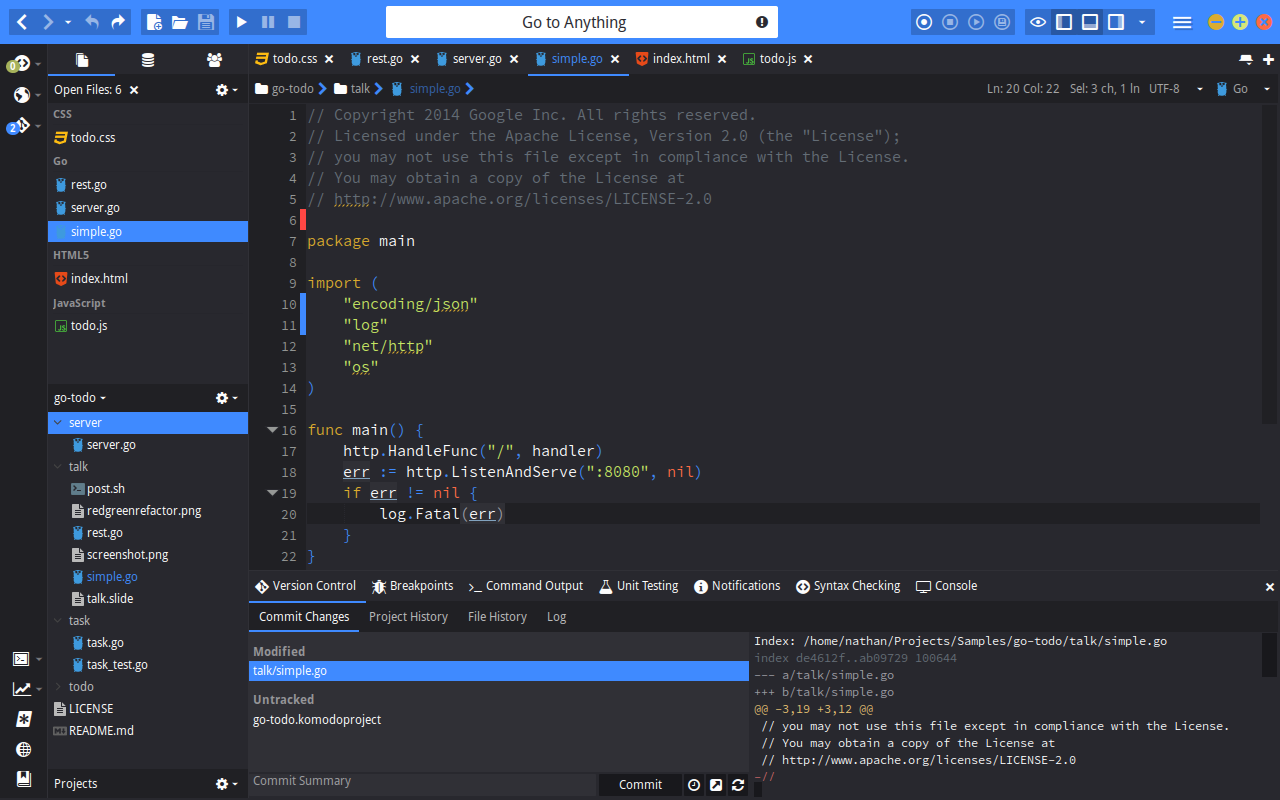 Go to Anything
todo.css
rest.go
server.go
simple.go
index.html
todo.js
0
2
Open Files: 6
go-todo
talk
simple.go
Ln: 20 Col: 22
Sel: 3 ch, 1 ln
UTF-8
Go
CSS
todo.css
Go
rest.go
server.go
simple.go
HTML5
index.html
JavaScript
todo.js
go-todo
server
server.go
talk
post.sh
redgreenrefactor.png
rest.go
screenshot.png
simple.go
talk.slide
task
task.go
task_test.go
todo
LICENSE
README.md
Projects
1 // Copyright 2014 Google Inc. All rights reserved.
2 // Licensed under the Apache License, Version 2.0 (the "License");
3 // you may not use this file except in compliance with the License.
4 // You may obtain a copy of the License at
5 // http://www.apache.org/licenses/LICENSE-2.0
6
7 package main
8
9 import (
10 "encoding/json"
11 "log"
12 "net/http"
13 "os"
14 )
15
16 func main() {
17 http.HandleFunc("/", handler)
18 err := http.ListenAndServe(":8080", nil)
19 if err != nil {
20 log.Fatal(err)
21 }
22 }
Version Control
Breakpoints
Command Output
Unit Testing
Notifications
Syntax Checking
Console
Commit Changes
Project History
File History
Log
Modified
talk/simple.go
Untracked
go-todo.komodoproject
Commit Summary
Commit
Index: /home/nathan/Projects/Samples/go-todo/talk/simple.go
index de4612f..ab09729 100644
--- a/talk/simple.go
+++ b/talk/simple.go
@@ -3,19 +3,12 @@
// you may not use this file except in compliance with the License.
// You may obtain a copy of the License at
// http://www.apache.org/licenses/LICENSE-2.0
-//